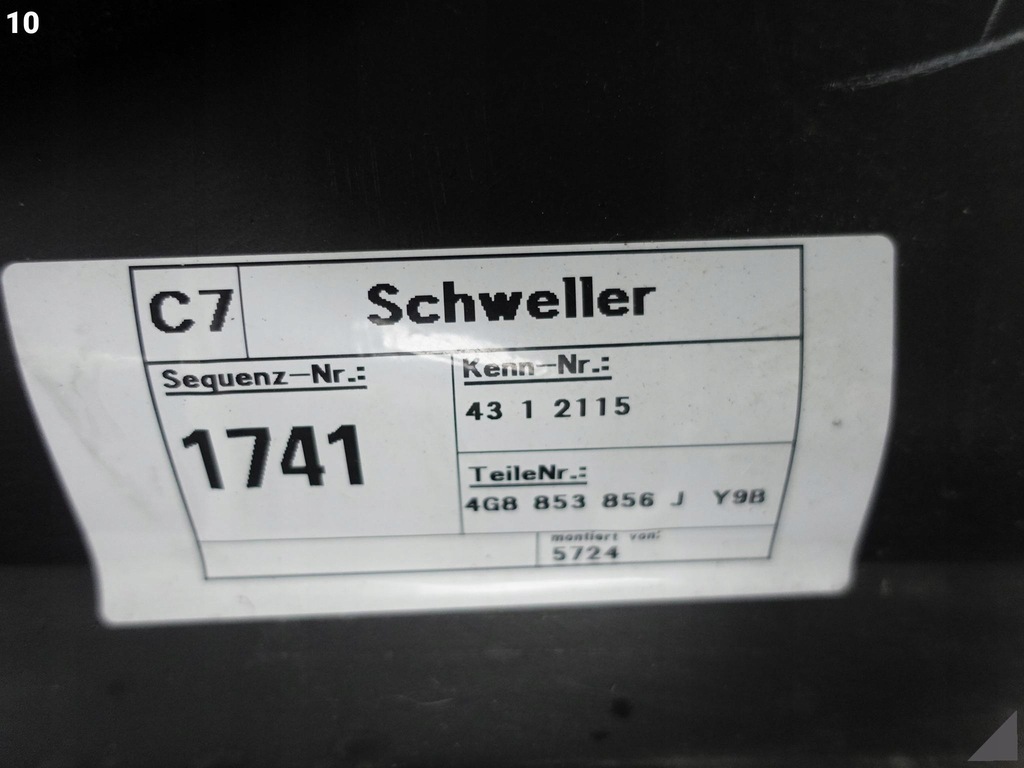 10
C7 Schweller
Sequenz-Nr.:
1741
Kenn-Nr.:
43 1 2115
TeileNr.:
4G8 853 856 J Y9B
montiert von:
5724